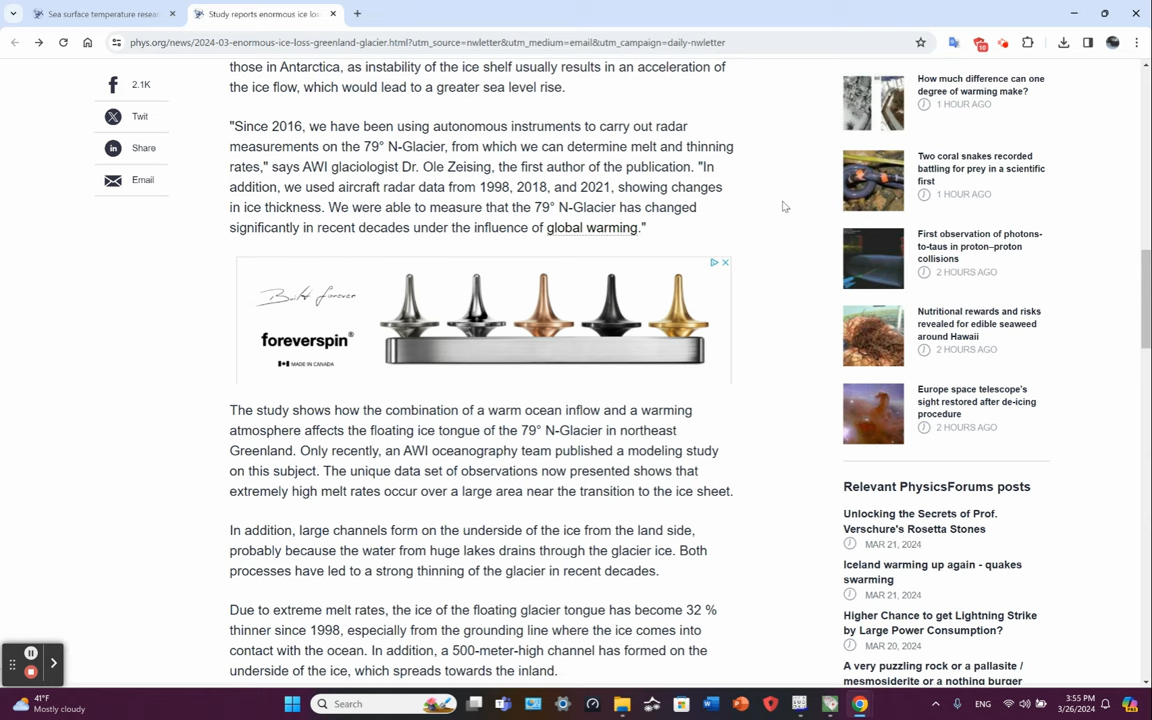 Sea surface temperature resear
Study reports enormous ice los
phys.org/news/2024-03-enormous-ice-loss-greenland-glacier.html?utm_source=nwletter&utm_medium=email&utm_campaign=daily-nwletter
10
2.1K
Twit
Share
Email
those in Antarctica, as instability of the ice shelf usually results in an acceleration of
the ice flow, which would lead to a greater sea level rise.
"Since 2016, we have been using autonomous instruments to carry out radar
measurements on the 79° N-Glacier, from which we can determine melt and thinning
rates," says AWI glaciologist Dr. Ole Zeising, the first author of the publication. "In
addition, we used aircraft radar data from 1998, 2018, and 2021, showing changes
in ice thickness. We were able to measure that the 79° N-Glacier has changed
significantly in recent decades under the influence of global warming."
Built forever
foreverspin®
MADE IN CANADA
The study shows how the combination of a warm ocean inflow and a warming
atmosphere affects the floating ice tongue of the 79° N-Glacier in northeast
Greenland. Only recently, an AWI oceanography team published a modeling study
on this subject. The unique data set of observations now presented shows that
extremely high melt rates occur over a large area near the transition to the ice sheet.
In addition, large channels form on the underside of the ice from the land side,
probably because the water from huge lakes drains through the glacier ice. Both
processes have led to a strong thinning of the glacier in recent decades.
Due to extreme melt rates, the ice of the floating glacier tongue has become 32 %
thinner since 1998, especially from the grounding line where the ice comes into
contact with the ocean. In addition, a 500-meter-high channel has formed on the
underside of the ice, which spreads towards the inland.
How much difference can one
degree of warming make?
1 HOUR AGO
Two coral snakes recorded
battling for prey in a scientific
first
1 HOUR AGO
First observation of photons-
to-taus in proton–proton
collisions
2 HOURS AGO
Nutritional rewards and risks
revealed for edible seaweed
around Hawaii
2 HOURS AGO
Europe space telescope's
sight restored after de-icing
procedure
2 HOURS AGO
Relevant PhysicsForums posts
Unlocking the Secrets of Prof.
Verschure's Rosetta Stones
MAR 21, 2024
Iceland warming up again - quakes
swarming
MAR 21, 2024
Higher Chance to get Lightning Strike
by Large Power Consumption?
MAR 20, 2024
A very puzzling rock or a pallasite /
mesmosiderite or a nothing burger
41°F
Mostly cloudy
Search
ENG
3:55 PM
3/26/2024